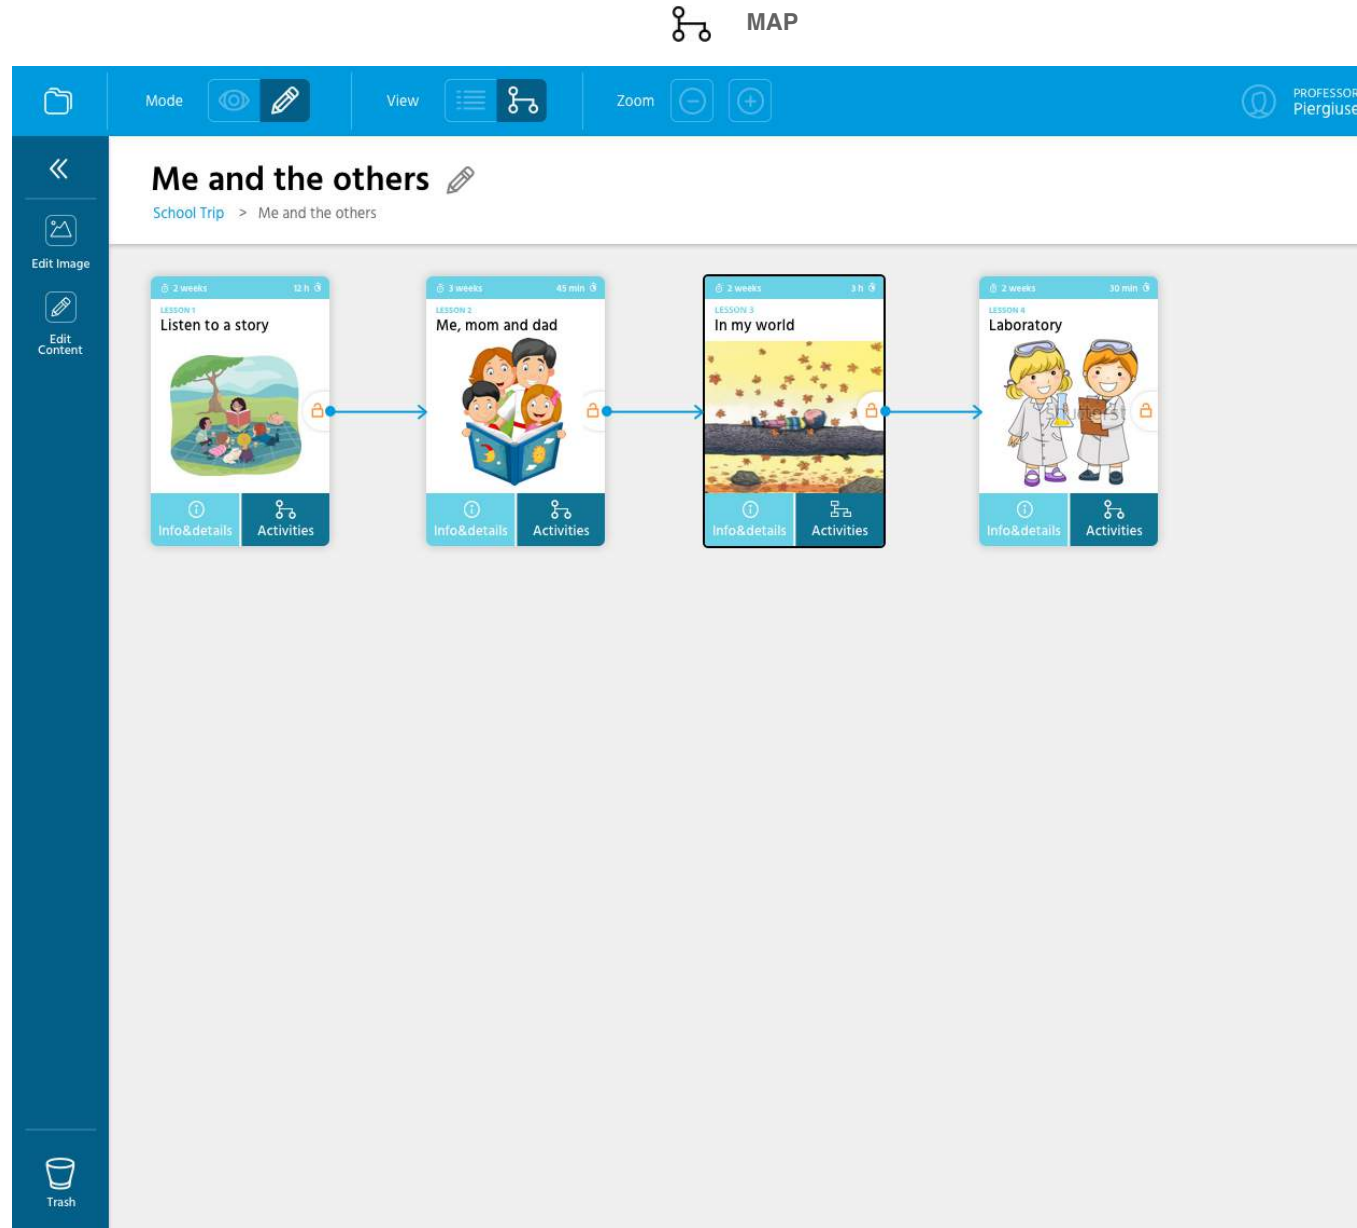 MAP
Mode
View
Zoom
PROFESSOR
Piergiuse
Me and the others
School Trip > Me and the others
Edit Image
Edit
Content
2 weeks 12 h
LESSON 1
Listen to a story
Info&details Activities
3 weeks 45 min
LESSON 2
Me, mom and dad
Info&details Activities
2 weeks 3 h
LESSON 3
In my world
Info&details Activities
2 weeks 30 min
LESSON 4
Laboratory
Info&details Activities
Trash